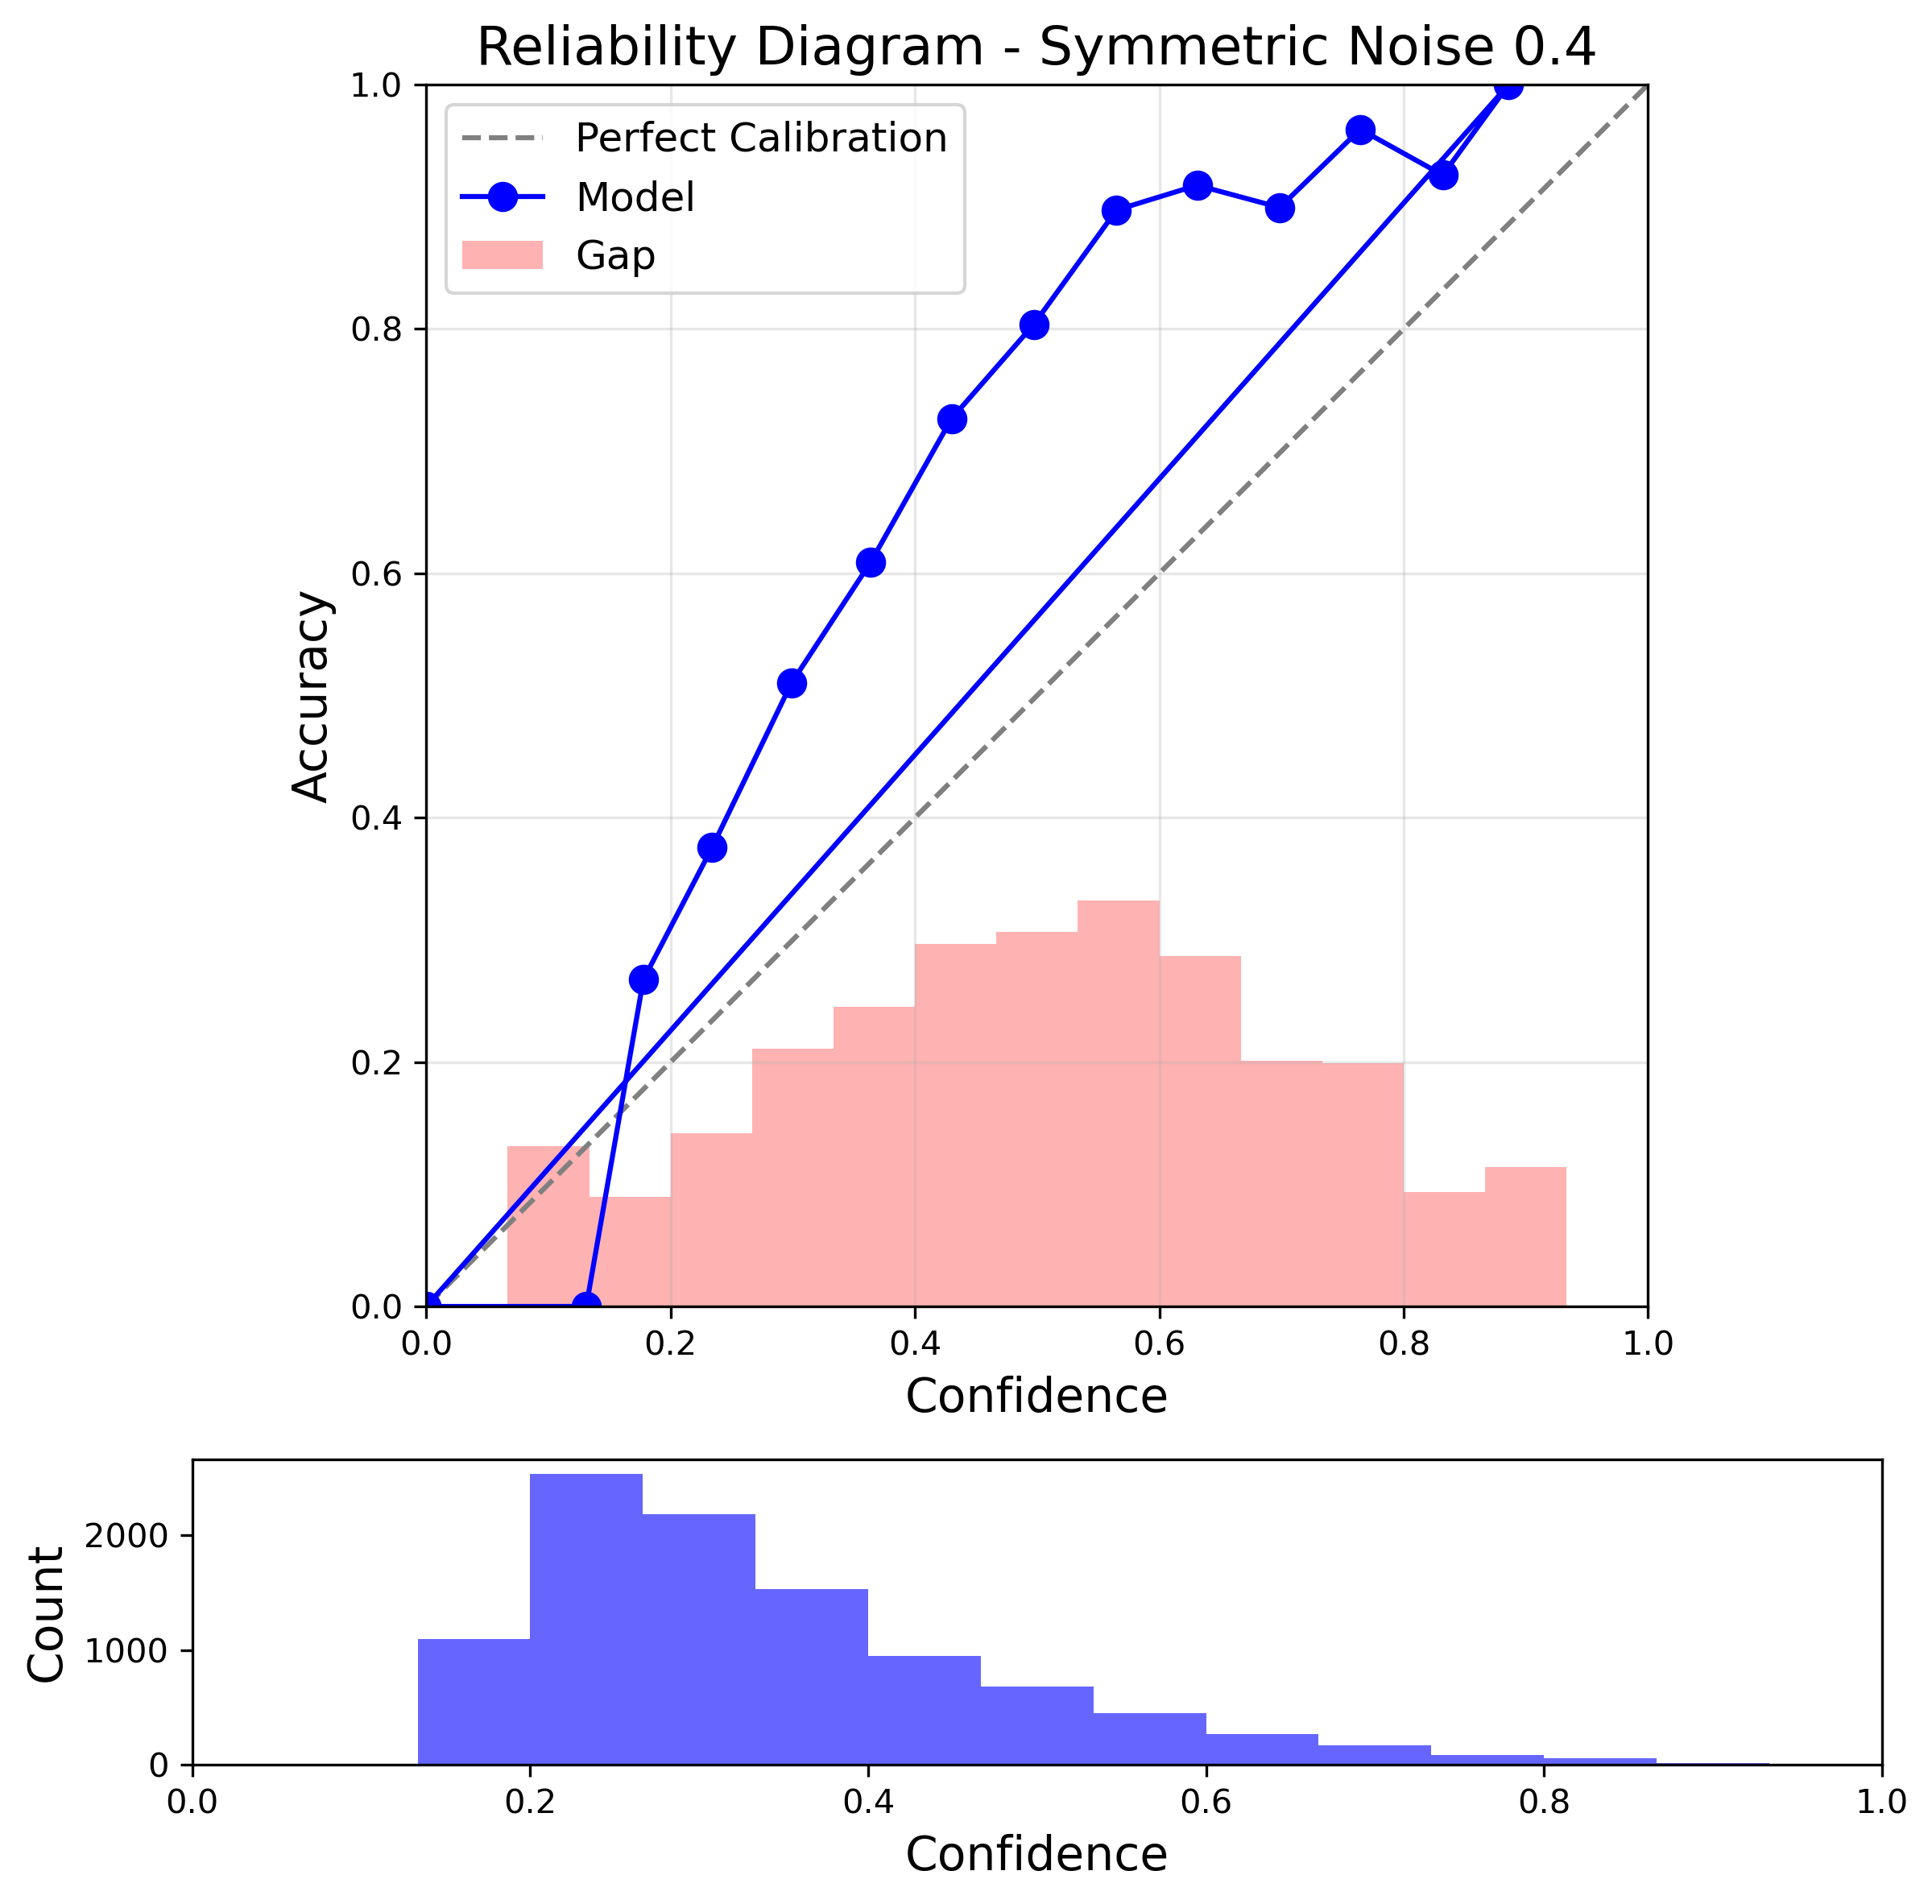 Reliability Diagram - Symmetric Noise 0.4
Perfect Calibration
Model
Gap
1.0
0.8
0.6
0.4
0.2
0.0
Accuracy
0.0 0.2 0.4 0.6 0.8 1.0
Confidence
2000
1000
0
Count
0.0 0.2 0.4 0.6 0.8 1.0
Confidence